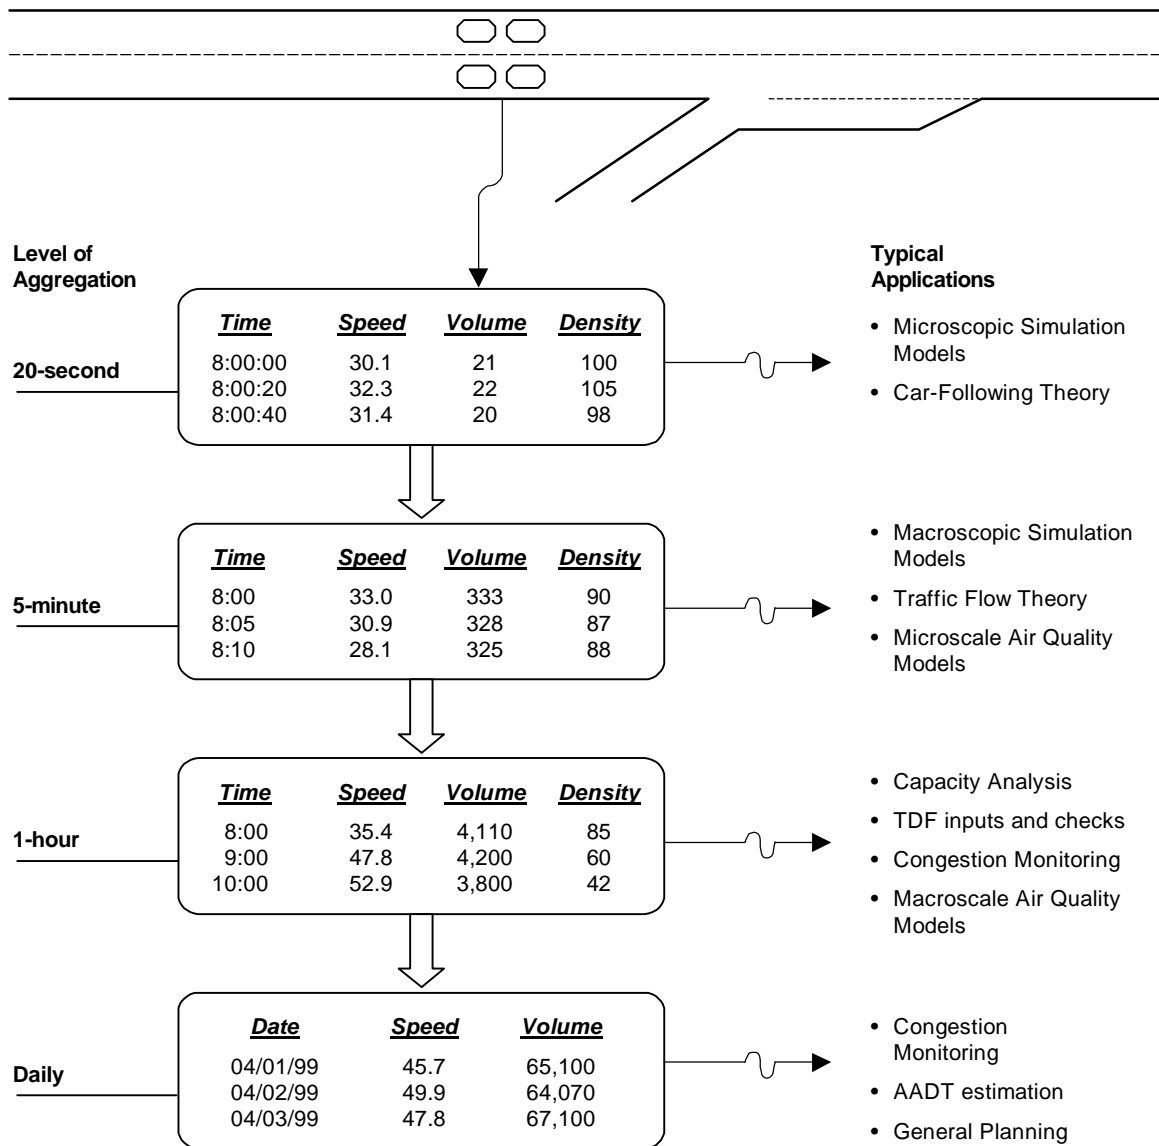 Level of
Aggregation
Typical
Applications
Time Speed Volume Density
20-second
8:00:00 30.1 21 100
8:00:20 32.3 22 105
8:00:40 31.4 20 98
• Microscopic Simulation
Models
• Car-Following Theory
Time Speed Volume Density
5-minute
8:00 33.0 333 90
8:05 30.9 328 87
8:10 28.1 325 88
• Macroscopic Simulation
Models
• Traffic Flow Theory
• Microscale Air Quality
Models
Time Speed Volume Density
1-hour
8:00 35.4 4,110 85
9:00 47.8 4,200 60
10:00 52.9 3,800 42
• Capacity Analysis
• TDF inputs and checks
• Congestion Monitoring
• Macroscale Air Quality
Models
Date Speed Volume
Daily
04/01/99 45.7 65,100
04/02/99 49.9 64,070
04/03/99 47.8 67,100
• Congestion
Monitoring
• AADT estimation
• General Planning